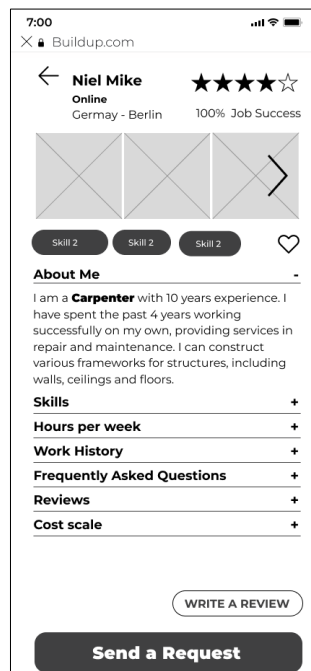 7:00
Buildup.com
Niel Mike
Online
Germay - Berlin
100% Job Success
Skill 2
Skill 2
Skill 2
About Me -
I am a Carpenter with 10 years experience. I
have spent the past 4 years working
successfully on my own, providing services in
repair and maintenance. I can construct
various frameworks for structures, including
walls, ceilings and floors.
Skills +
Hours per week +
Work History +
Frequently Asked Questions +
Reviews +
Cost scale +
WRITE A REVIEW
Send a Request